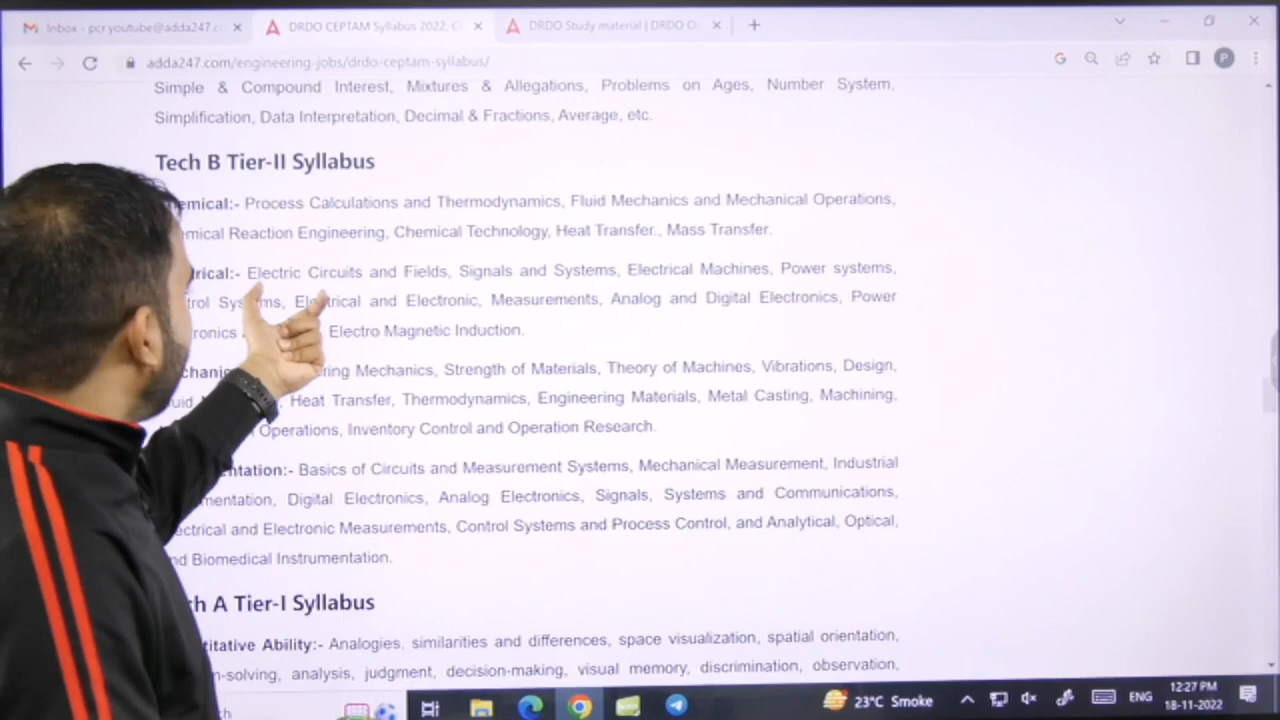 Inbox - pcr.youtube@adda247.c
DRDO CEPTAM Syllabus 2022, C
DRDO Study material | DRDO O
adda247.com/engineering-jobs/drdo-ceptam-syllabus/
P
Simple & Compound Interest, Mixtures & Allegations, Problems on Ages, Number System,
Simplification, Data Interpretation, Decimal & Fractions, Average, etc.
Tech B Tier-II Syllabus
emical:- Process Calculations and Thermodynamics, Fluid Mechanics and Mechanical Operations,
mical Reaction Engineering, Chemical Technology, Heat Transfer., Mass Transfer.
rical:- Electric Circuits and Fields, Signals and Systems, Electrical Machines, Power systems,
trol Systems, Electrical and Electronic, Measurements, Analog and Digital Electronics, Power
ronics Electro Magnetic Induction.
chanic ring Mechanics, Strength of Materials, Theory of Machines, Vibrations, Design,
uid , Heat Transfer, Thermodynamics, Engineering Materials, Metal Casting, Machining,
Operations, Inventory Control and Operation Research.
ntation:- Basics of Circuits and Measurement Systems, Mechanical Measurement, Industrial
mentation, Digital Electronics, Analog Electronics, Signals, Systems and Communications,
ectrical and Electronic Measurements, Control Systems and Process Control, and Analytical, Optical,
nd Biomedical Instrumentation.
ch A Tier-I Syllabus
titative Ability:- Analogies, similarities and differences, space visualization, spatial orientation,
n-solving, analysis, judgment, decision-making, visual memory, discrimination, observation,
ch
23°C Smoke
ENG
12:27 PM
18-11-2022